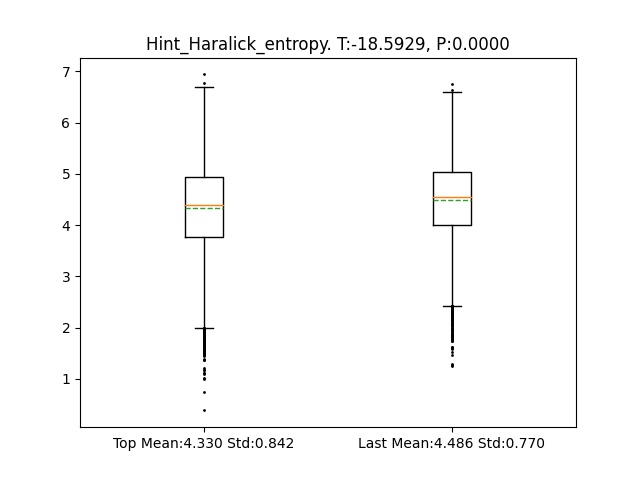 Hint_Haralick_entropy. T:-18.5929, P:0.0000
7
6
5
4
3
2
1
Top Mean:4.330 Std:0.842
Last Mean:4.486 Std:0.770